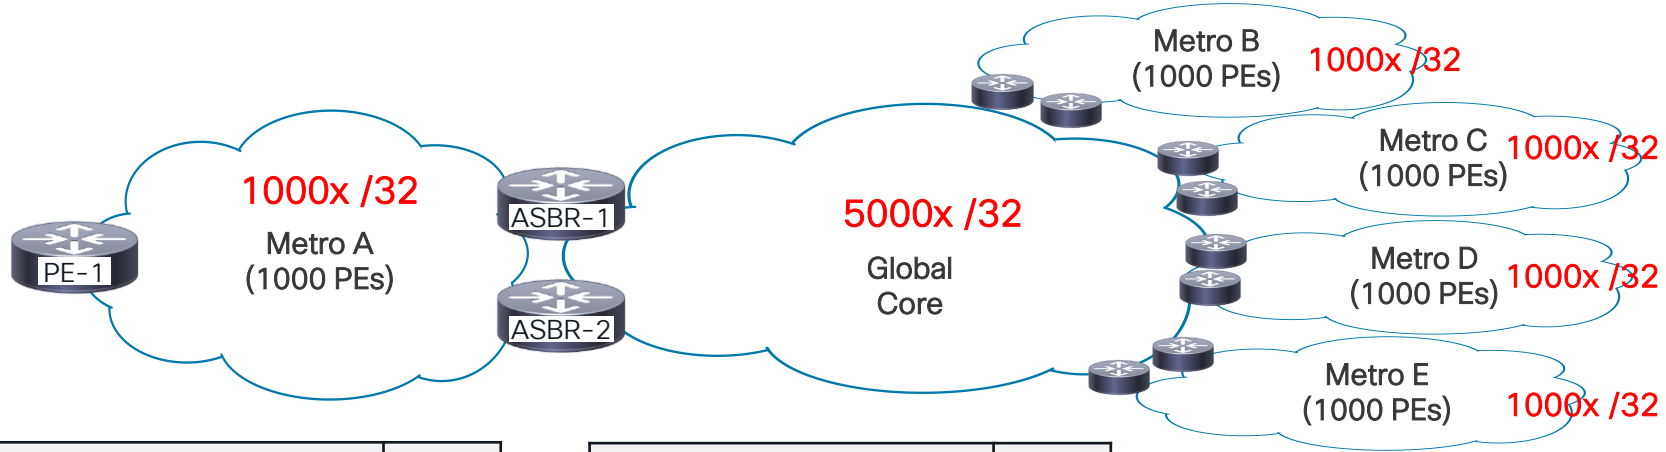 Metro B
(1000 PEs)
1000x /32
Metro C
(1000 PEs)
1000x /32
1000x /32
Metro A
(1000 PEs)
PE-1
ASBR-1
ASBR-2
5000x /32
Global
Core
Metro D
(1000 PEs)
1000x /32
Metro E
(1000 PEs)
1000x /32